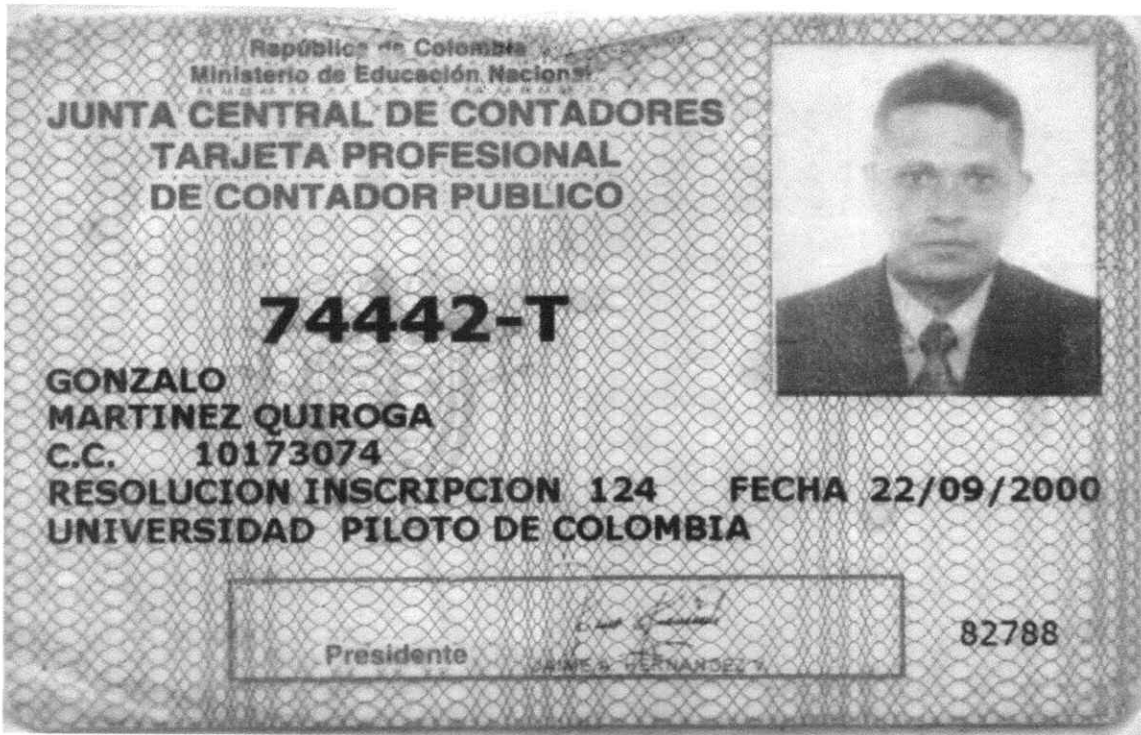 República de Colombia
Ministerio de Educación Nacional
JUNTA CENTRAL DE CONTADORES
TARJETA PROFESIONAL
DE CONTADOR PUBLICO
74442-T
GONZALO
MARTINEZ QUIROGA
C.C. 10173074
RESOLUCION INSCRIPCION 124 FECHA 22/09/2000
UNIVERSIDAD PILOTO DE COLOMBIA
Presidente HERNANDEZ V.
82788